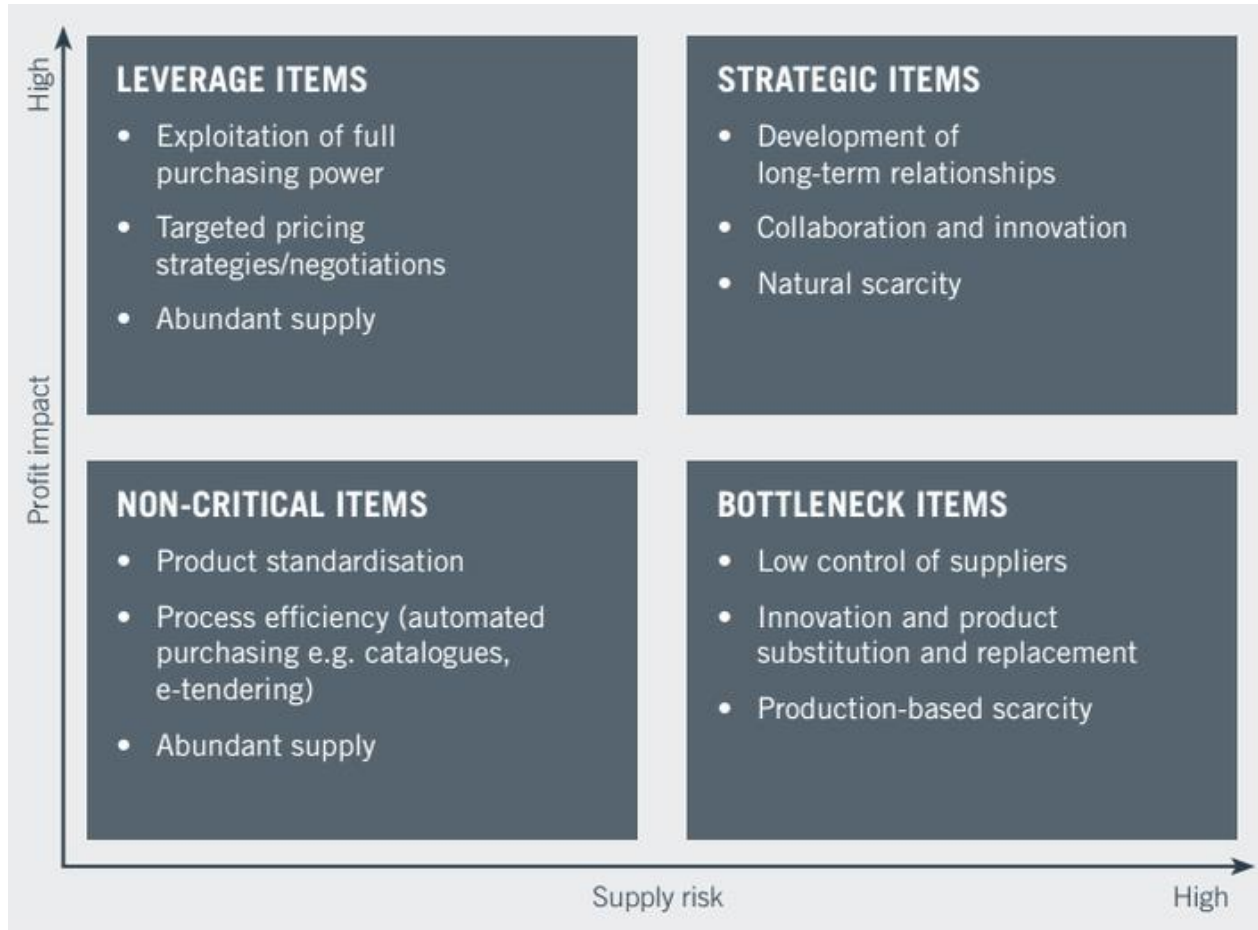 High
Profit impact
LEVERAGE ITEMS
• Exploitation of full
purchasing power
• Targeted pricing
strategies/negotiations
• Abundant supply
STRATEGIC ITEMS
• Development of
long-term relationships
• Collaboration and innovation
• Natural scarcity
NON-CRITICAL ITEMS
• Product standardisation
• Process efficiency (automated
purchasing e.g. catalogues,
e-tendering)
• Abundant supply
BOTTLENECK ITEMS
• Low control of suppliers
• Innovation and product
substitution and replacement
• Production-based scarcity
Supply risk
High